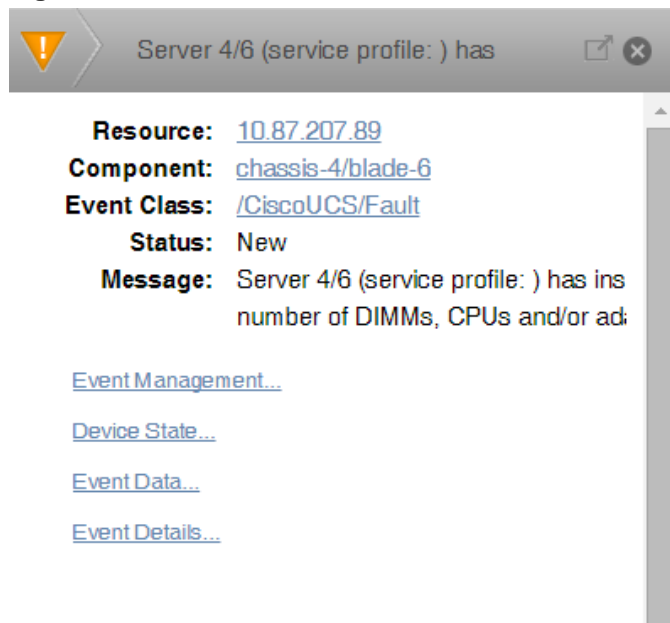 Server 4/6 (service profile: ) has
Resource: 10.87.207.89
Component: chassis-4/blade-6
Event Class: /CiscoUCS/Fault
Status: New
Message: Server 4/6 (service profile: ) has ins
number of DIMMs, CPUs and/or
Event Management...
Device State...
Event Data...
Event Details...